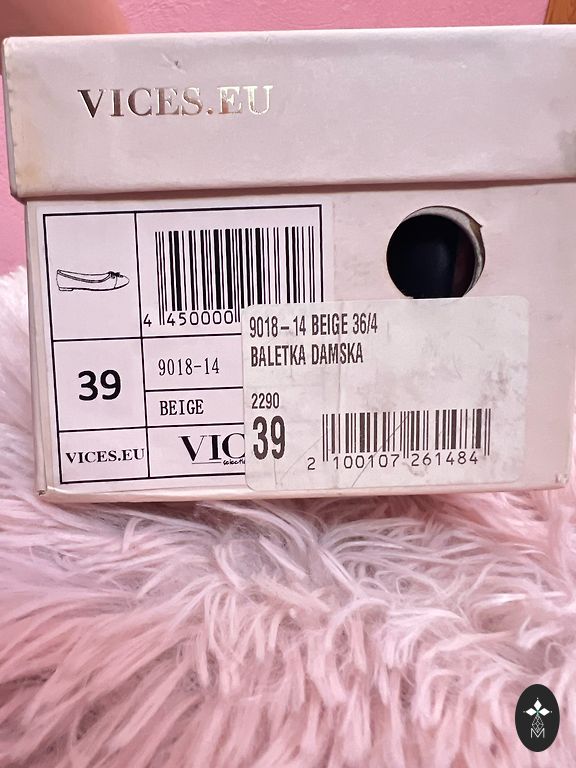 VICES.EU
4 450000
39
9018-14
BEIGE
VICES.EU
9018-14 BEIGE 36/4
BALETKA DAMSKA
2290
39
2 100107 261484
M